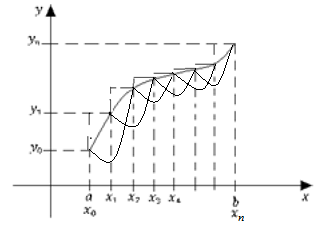 y
yₙ
y₁
y₀
a x₁ x₂ x₃ x₄ b x
x₀ xₙ